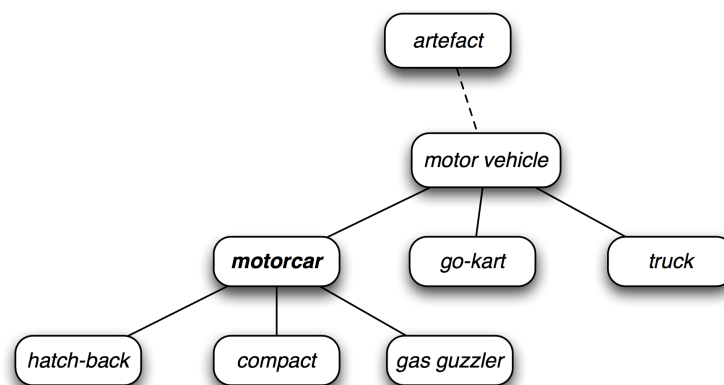 artefact
motor vehicle
motorcar
go-kart
truck
hatch-back
compact
gas guzzler